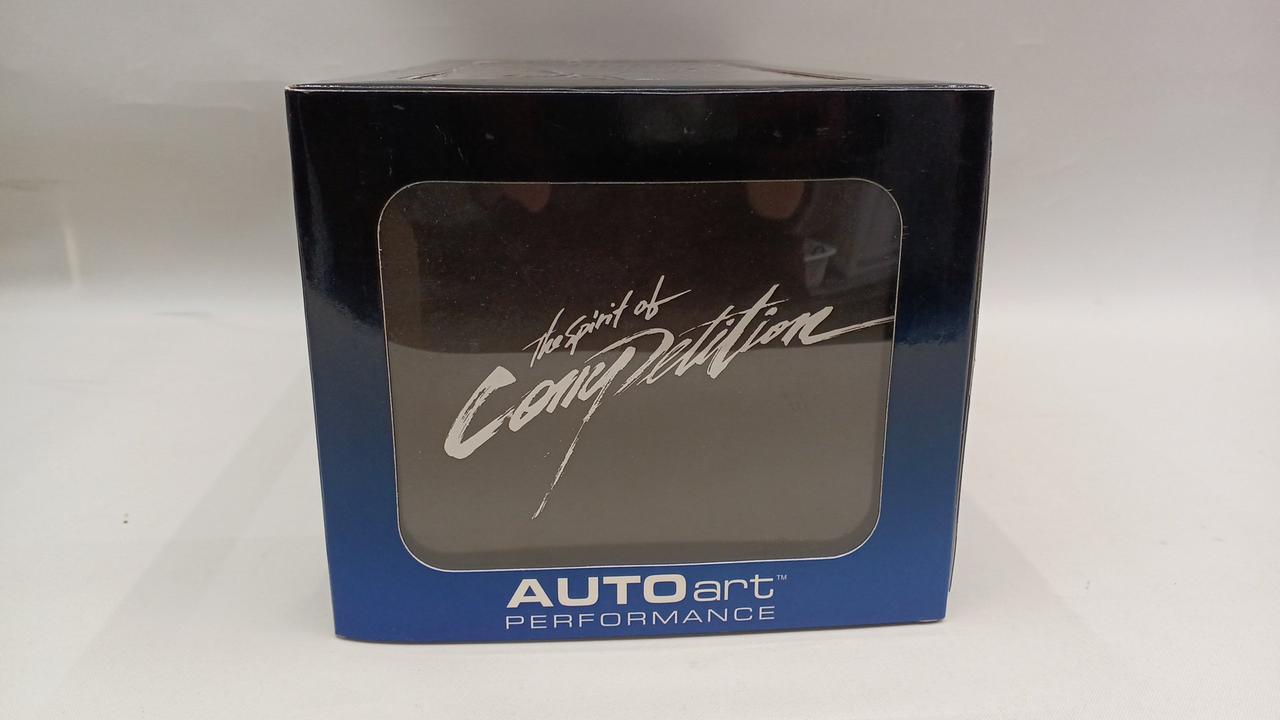 the spirit of
Competition
AUTOart™
PERFORMANCE